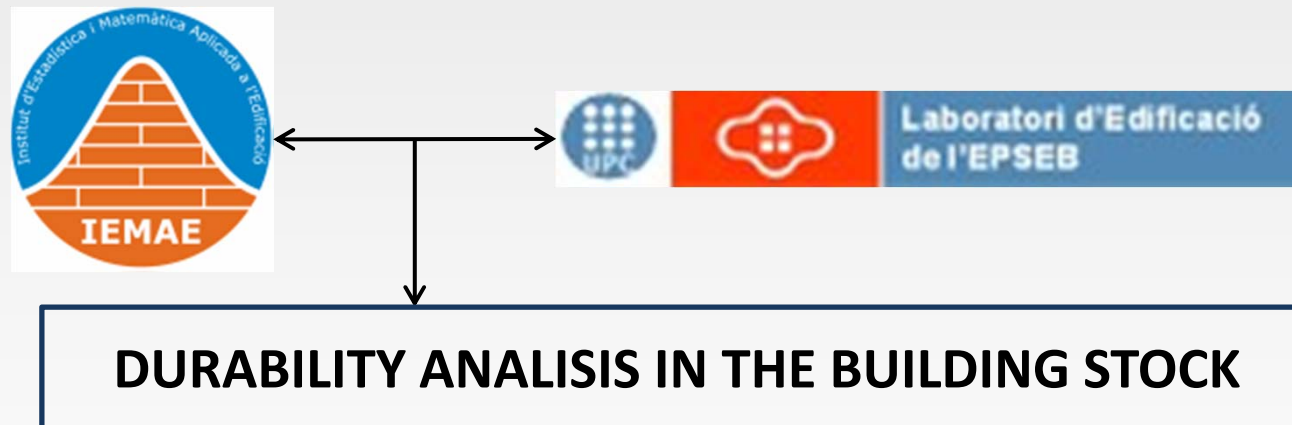 Institut d'Estadística i Matemàtica Aplicada a l'Edificació
IEMAE
UPC
Laboratori d'Edificació
de l'EPSEB
DURABILITY ANALISIS IN THE BUILDING STOCK